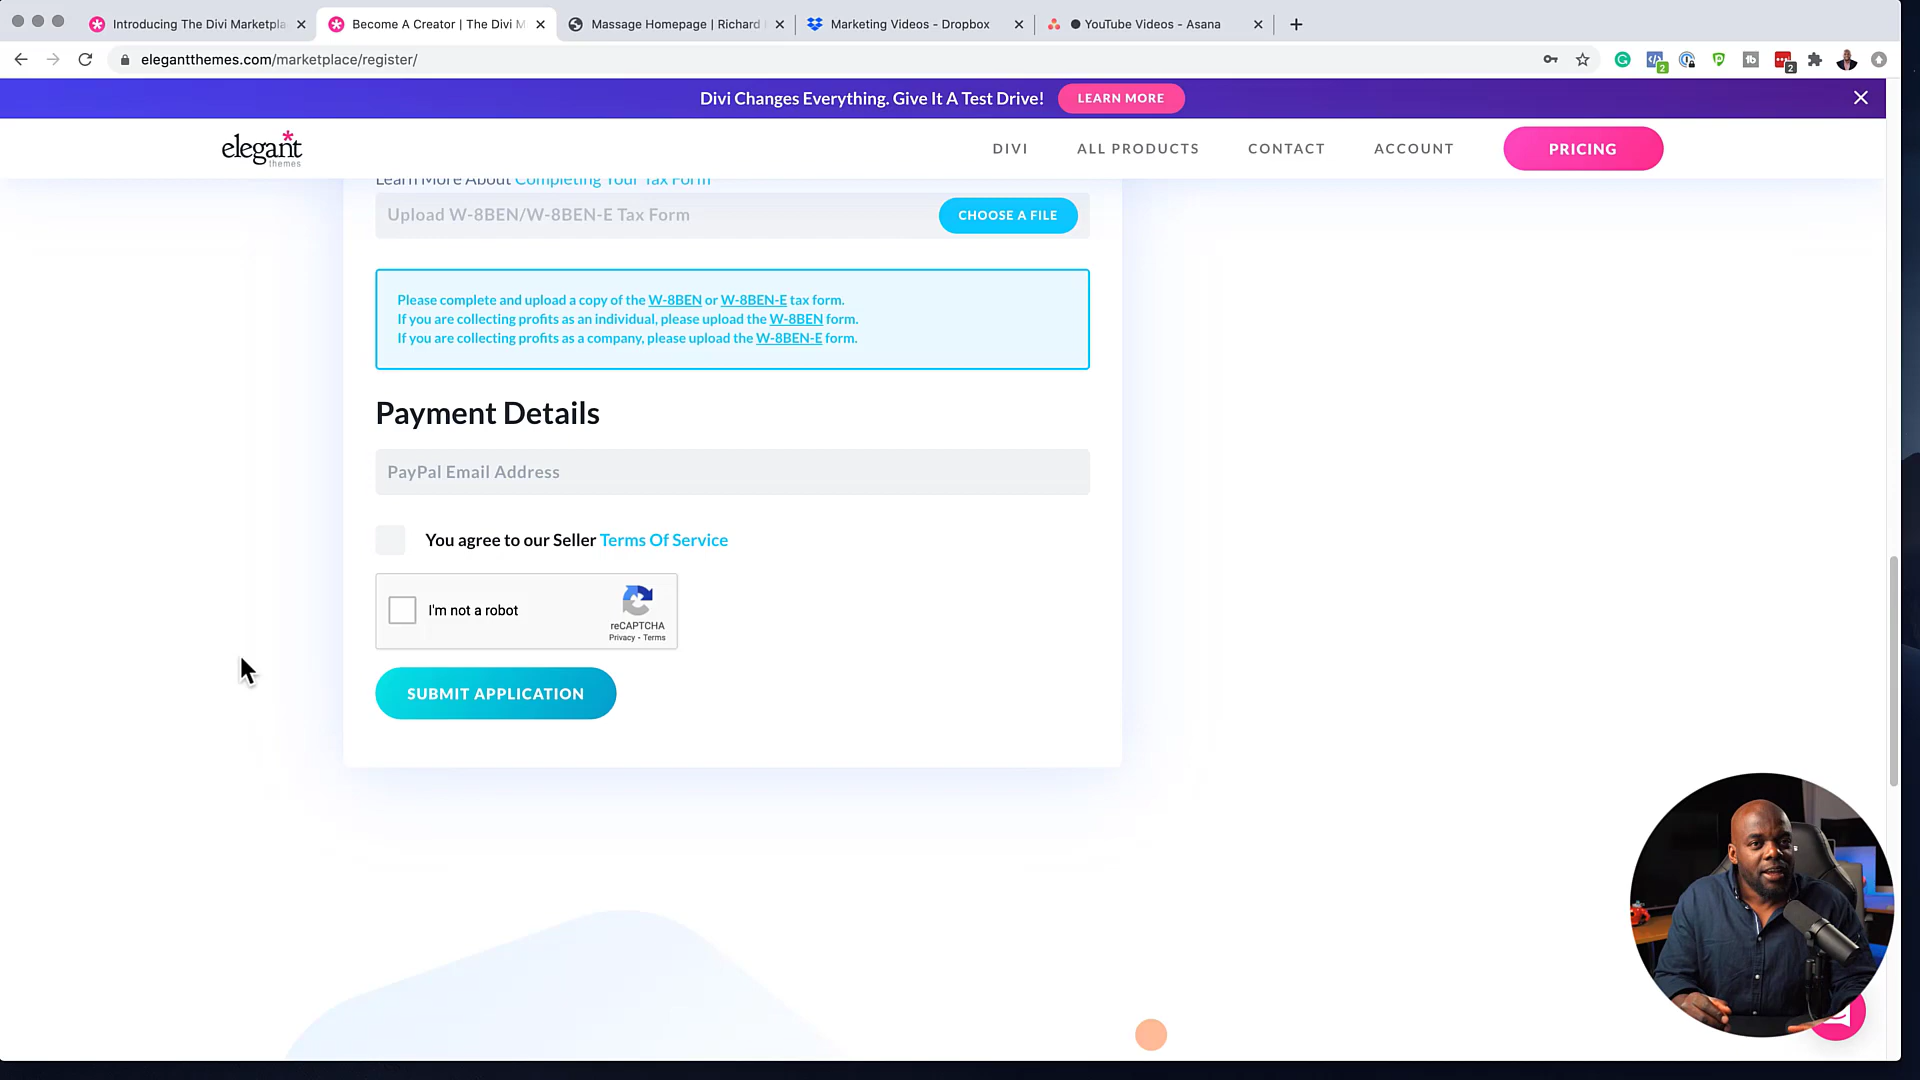 Introducing The Divi Marketpla
Become A Creator | The Divi M
Massage Homepage | Richard
Marketing Videos - Dropbox
YouTube Videos - Asana
elegantthemes.com/marketplace/register/
2
2
Divi Changes Everything. Give It A Test Drive!
LEARN MORE
elegant
themes
DIVI
ALL PRODUCTS
CONTACT
ACCOUNT
PRICING
Learn More About Completing Your Tax Form
Upload W-8BEN/W-8BEN-E Tax Form
CHOOSE A FILE
Please complete and upload a copy of the W-8BEN or W-8BEN-E tax form.
If you are collecting profits as an individual, please upload the W-8BEN form.
If you are collecting profits as a company, please upload the W-8BEN-E form.
Payment Details
PayPal Email Address
You agree to our Seller Terms Of Service
I'm not a robot
reCAPTCHA
Privacy - Terms
SUBMIT APPLICATION